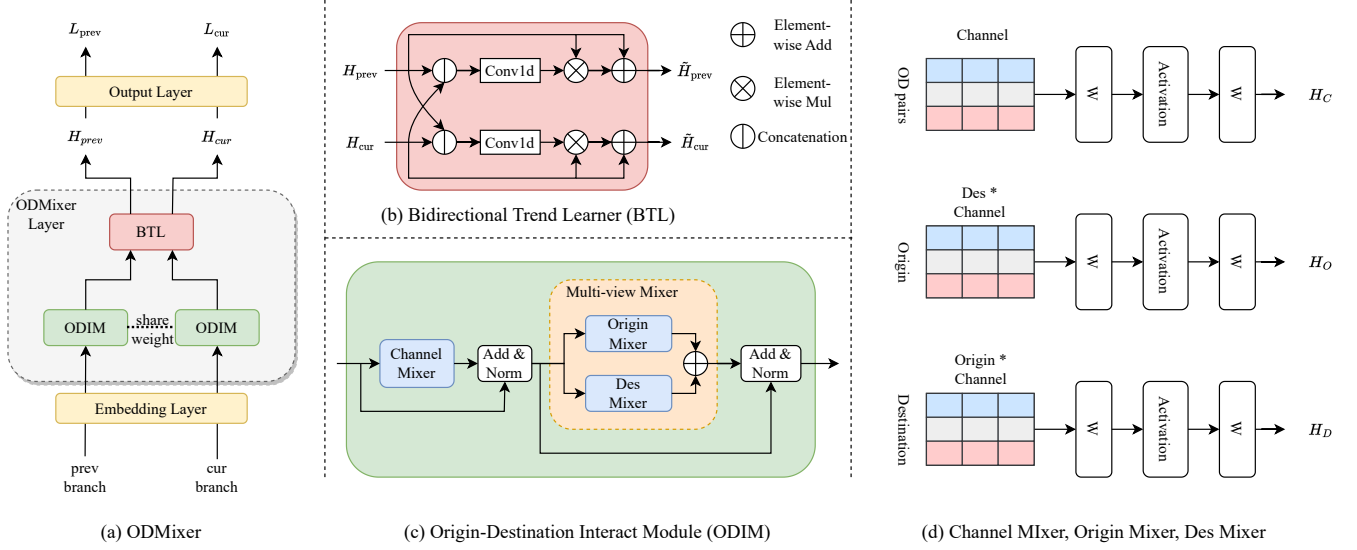 L_prev
L_cur
Output Layer
H_prev
H_cur
ODMixer
Layer
BTL
ODIM
share
weight
ODIM
Embedding Layer
prev
branch
cur
branch
(a) ODMixer
H_prev
Conv1d
H̃_prev
H_cur
Conv1d
H̃_cur
Element-
wise Add
Element-
wise Mul
Concatenation
(b) Bidirectional Trend Learner (BTL)
Multi-view Mixer
Channel
Mixer
Add &
Norm
Origin
Mixer
Des
Mixer
Add &
Norm
(c) Origin-Destination Interact Module (ODIM)
Channel
OD pairs
W
Activation
W
H_C
Des *
Channel
Origin
W
Activation
W
H_O
Origin *
Channel
Destination
W
Activation
W
H_D
(d) Channel MIxer, Origin Mixer, Des Mixer